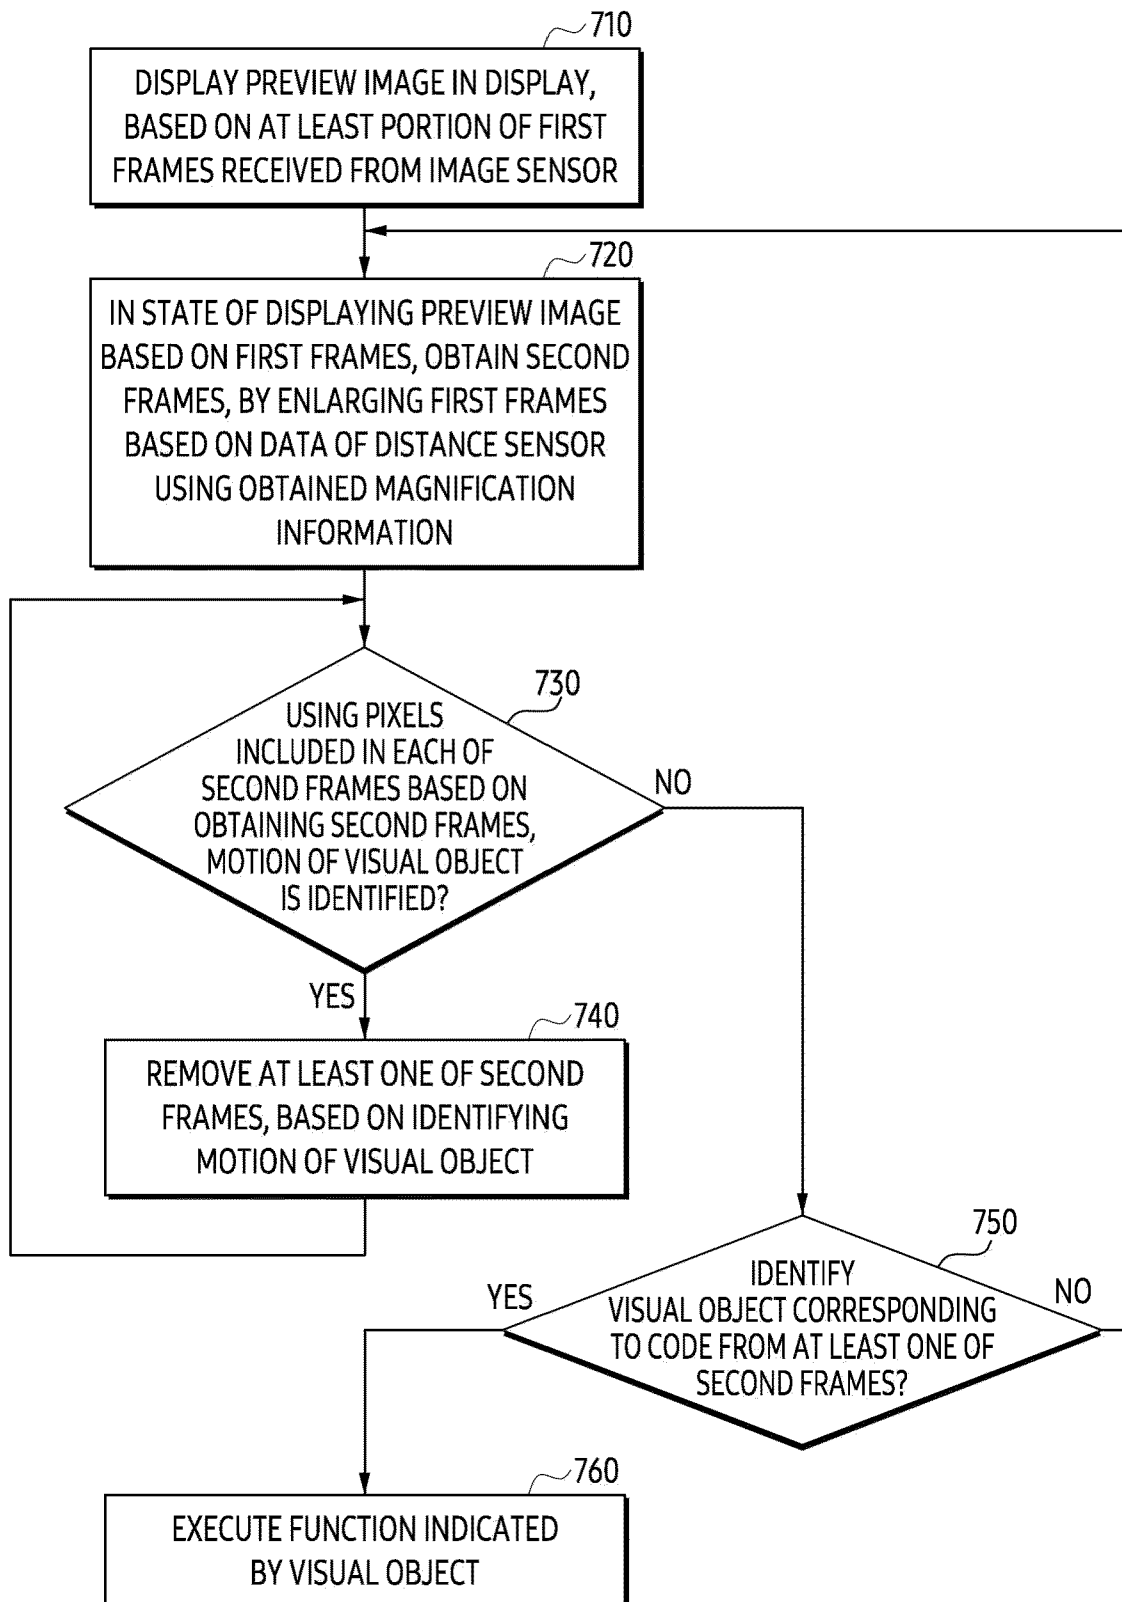 710
DISPLAY PREVIEW IMAGE IN DISPLAY,
BASED ON AT LEAST PORTION OF FIRST
FRAMES RECEIVED FROM IMAGE SENSOR
720
IN STATE OF DISPLAYING PREVIEW IMAGE
BASED ON FIRST FRAMES, OBTAIN SECOND
FRAMES, BY ENLARGING FIRST FRAMES
BASED ON DATA OF DISTANCE SENSOR
USING OBTAINED MAGNIFICATION
INFORMATION
730
USING PIXELS
INCLUDED IN EACH OF
SECOND FRAMES BASED ON
OBTAINING SECOND FRAMES,
MOTION OF VISUAL OBJECT
IS IDENTIFIED?
NO
YES
740
REMOVE AT LEAST ONE OF SECOND
FRAMES, BASED ON IDENTIFYING
MOTION OF VISUAL OBJECT
750
IDENTIFY
VISUAL OBJECT CORRESPONDING
TO CODE FROM AT LEAST ONE OF
SECOND FRAMES?
YES
NO
760
EXECUTE FUNCTION INDICATED
BY VISUAL OBJECT